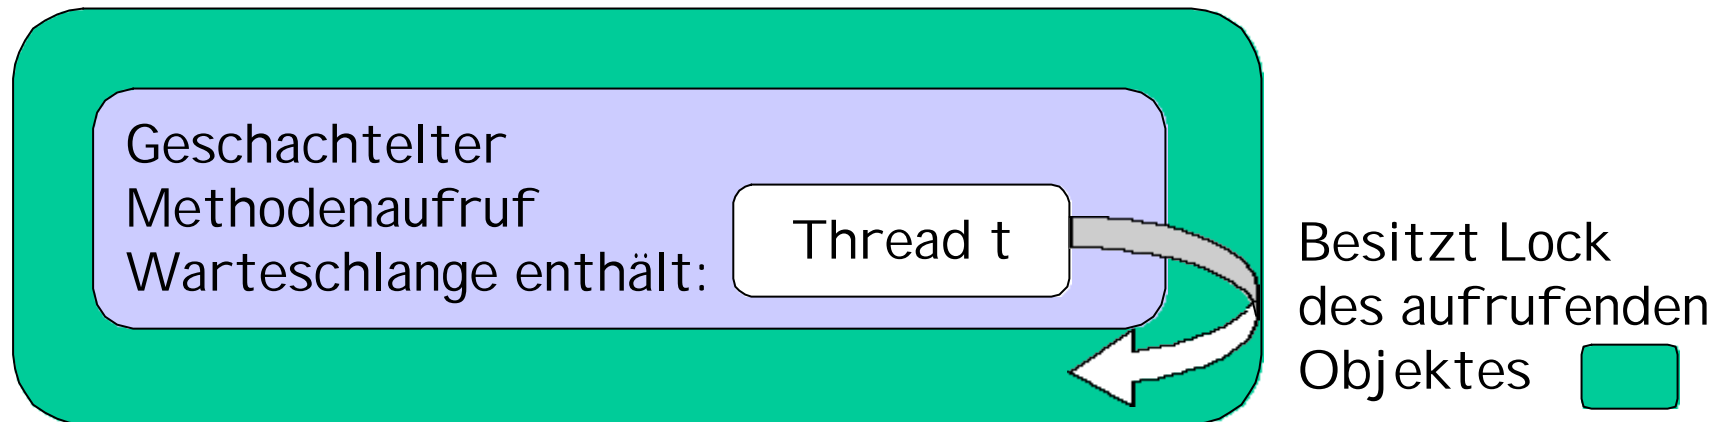 Geschachtelter
Methodenaufruf
Warteschlange enthält:
Thread t
Besitzt Lock
des aufrufenden
Objektes